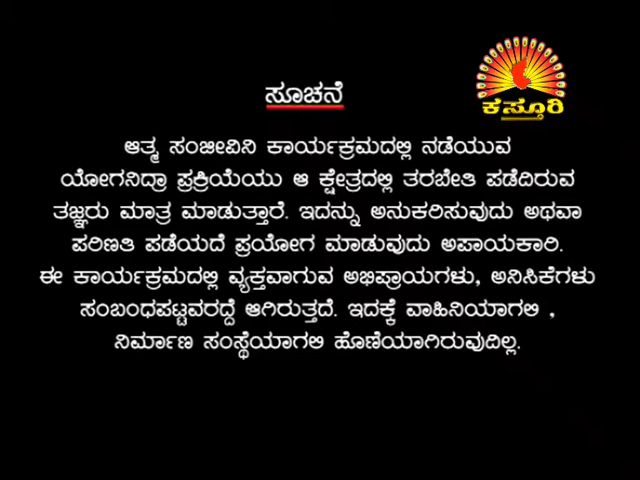 ಸೂಚನೆ
ಕಸ್ತೂರಿ
ಆತ್ಮ ಸಂಜೀವಿನಿ ಕಾರ್ಯಕ್ರಮದಲ್ಲಿ ನಡೆಯುವ
ಯೋಗನಿದ್ರಾ ಪ್ರಕ್ರಿಯೆಯು ಆ ಕ್ಷೇತ್ರದಲ್ಲಿ ತರಬೇತಿ ಪಡೆದಿರುವ
ತಜ್ಞರು ಮಾತ್ರ ಮಾಡುತ್ತಾರೆ. ಇದನ್ನು ಅನುಕರಿಸುವುದು ಅಥವಾ
ಪರಿಣತಿ ಪಡೆಯದೆ ಪ್ರಯೋಗ ಮಾಡುವುದು ಅಪಾಯಕಾರಿ.
ಈ ಕಾರ್ಯಕ್ರಮದಲ್ಲಿ ವ್ಯಕ್ತವಾಗುವ ಅಭಿಪ್ರಾಯಗಳು, ಅನಿಸಿಕೆಗಳು
ಸಂಬಂಧಪಟ್ಟವರದ್ದೆ ಆಗಿರುತ್ತದೆ. ಇದಕ್ಕೆ ವಾಹಿನಿಯಾಗಲಿ ,
ನಿರ್ಮಾಣ ಸಂಸ್ಥೆಯಾಗಲಿ ಹೊಣೆಯಾಗಿರುವುದಿಲ್ಲ.